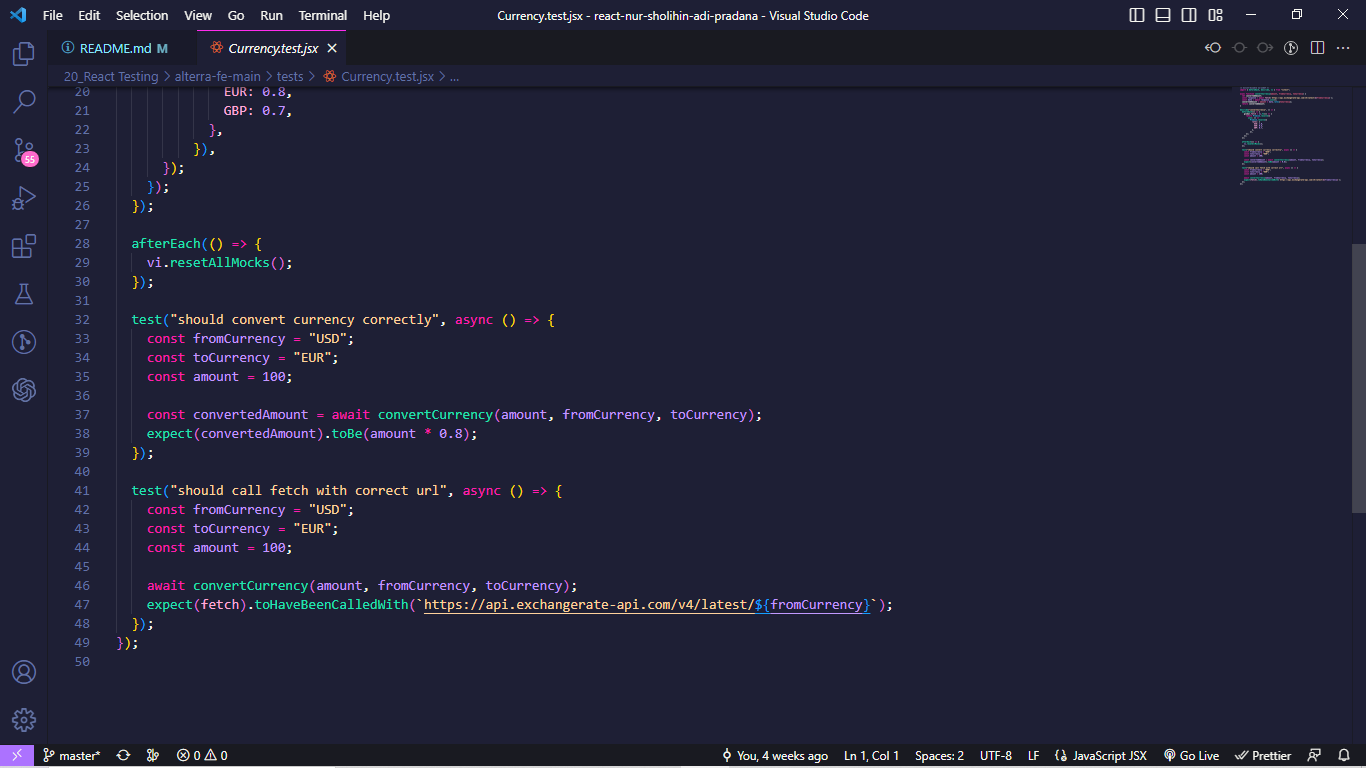 File Edit Selection View Go Run Terminal Help Currency.test.jsx - react-nur-sholihin-adi-pradana - Visual Studio Code
README.md M Currency.test.jsx
20_React Testing > alterra-fe-main > tests > Currency.test.jsx > ...
20 EUR: 0.8,
21 GBP: 0.7,
22 },
23 }),
24 });
25 });
26 });
27
28 afterEach(() => {
29 vi.resetAllMocks();
30 });
31
32 test("should convert currency correctly", async () => {
33 const fromCurrency = "USD";
34 const toCurrency = "EUR";
35 const amount = 100;
36
37 const convertedAmount = await convertCurrency(amount, fromCurrency, toCurrency);
38 expect(convertedAmount).toBe(amount * 0.8);
39 });
40
41 test("should call fetch with correct url", async () => {
42 const fromCurrency = "USD";
43 const toCurrency = "EUR";
44 const amount = 100;
45
46 await convertCurrency(amount, fromCurrency, toCurrency);
47 expect(fetch).toHaveBeenCalledWith(`https://api.exchangerate-api.com/v4/latest/${fromCurrency}`);
48 });
49 });
50
55
master* 0 0 You, 4 weeks ago Ln 1, Col 1 Spaces: 2 UTF-8 LF JavaScript JSX Go Live Prettier